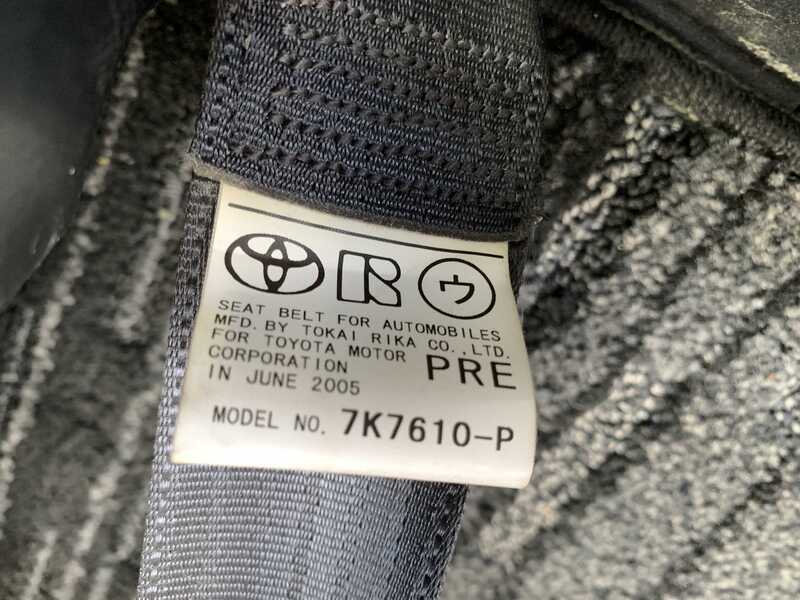 R ウ
SEAT BELT FOR AUTOMOBILES
MFD. BY TOKAI RIKA CO., LTD.
FOR TOYOTA MOTOR
CORPORATION PRE
IN JUNE 2005
MODEL NO. 7K7610-P